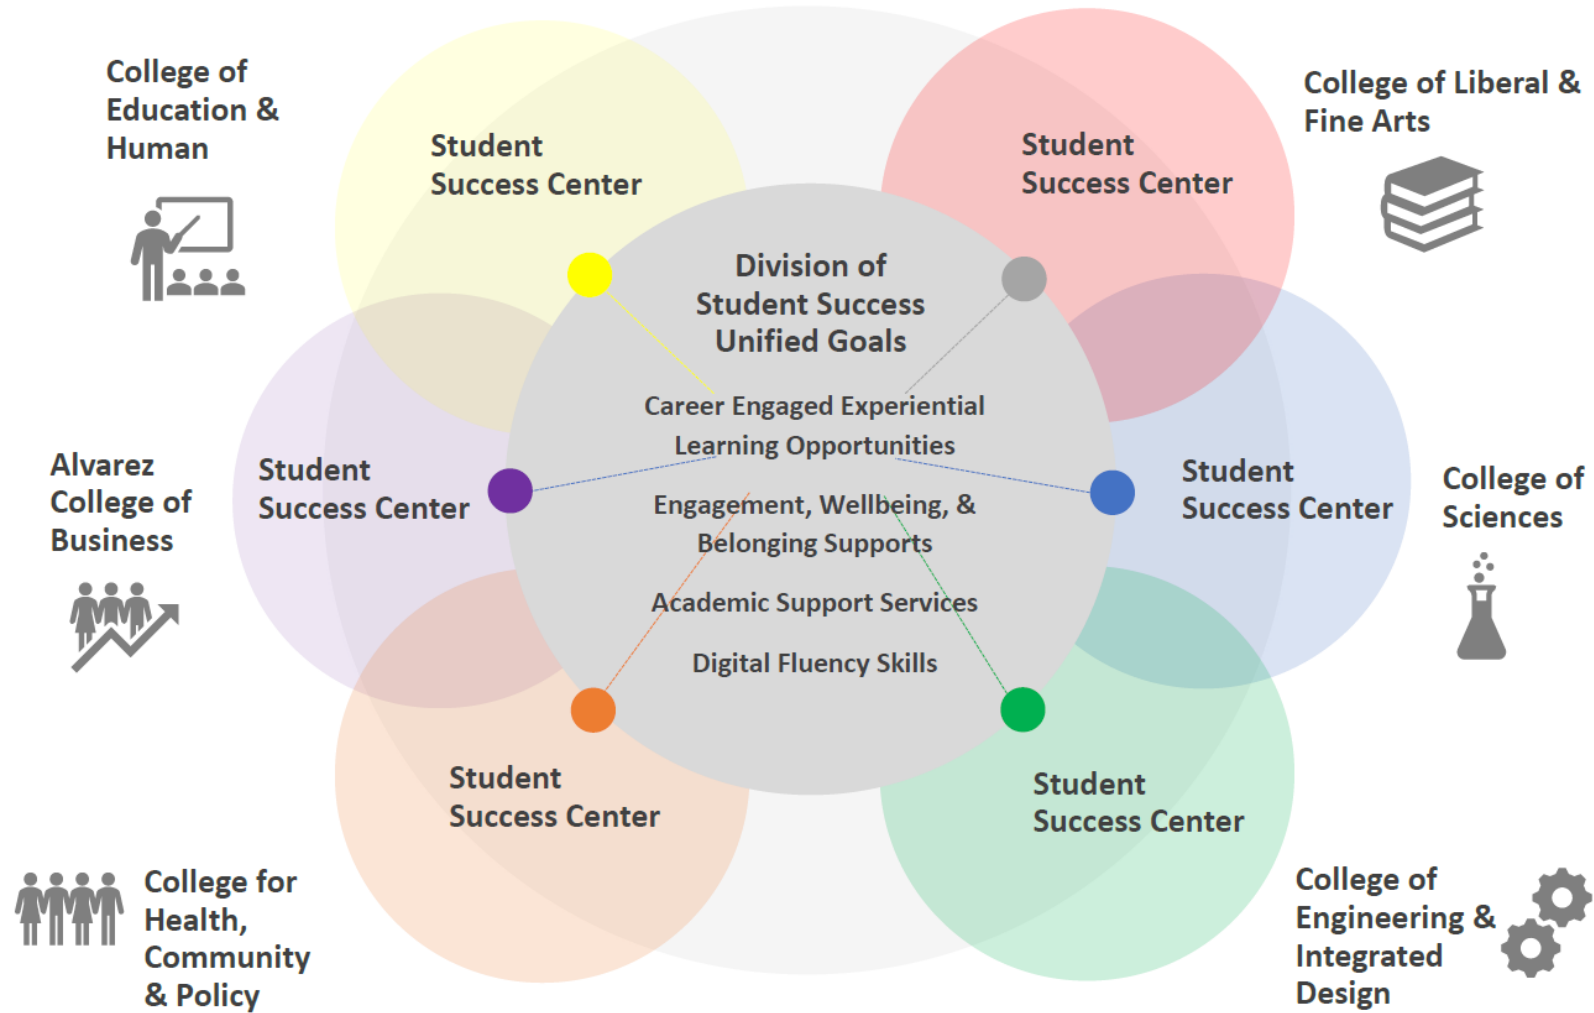 College of
Education &
Human
Student
Success Center
Student
Success Center
College of Liberal &
Fine Arts
Division of
Student Success
Unified Goals
Career Engaged Experiential
Learning Opportunities
Engagement, Wellbeing, &
Belonging Supports
Academic Support Services
Digital Fluency Skills
Alvarez
College of
Business
Student
Success Center
Student
Success Center
College of
Sciences
Student
Success Center
Student
Success Center
College for
Health,
Community
& Policy
College of
Engineering &
Integrated
Design